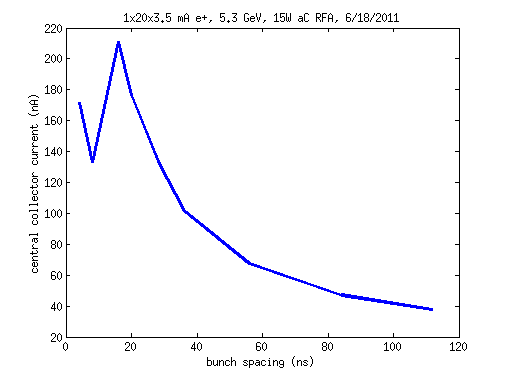 1x20x3.5 mA e+, 5.3 GeV, 15W aC RFA, 6/18/2011
central collector current (nA)
220
200
180
160
140
120
100
80
60
40
20
0 20 40 60 80 100 120
bunch spacing (ns)